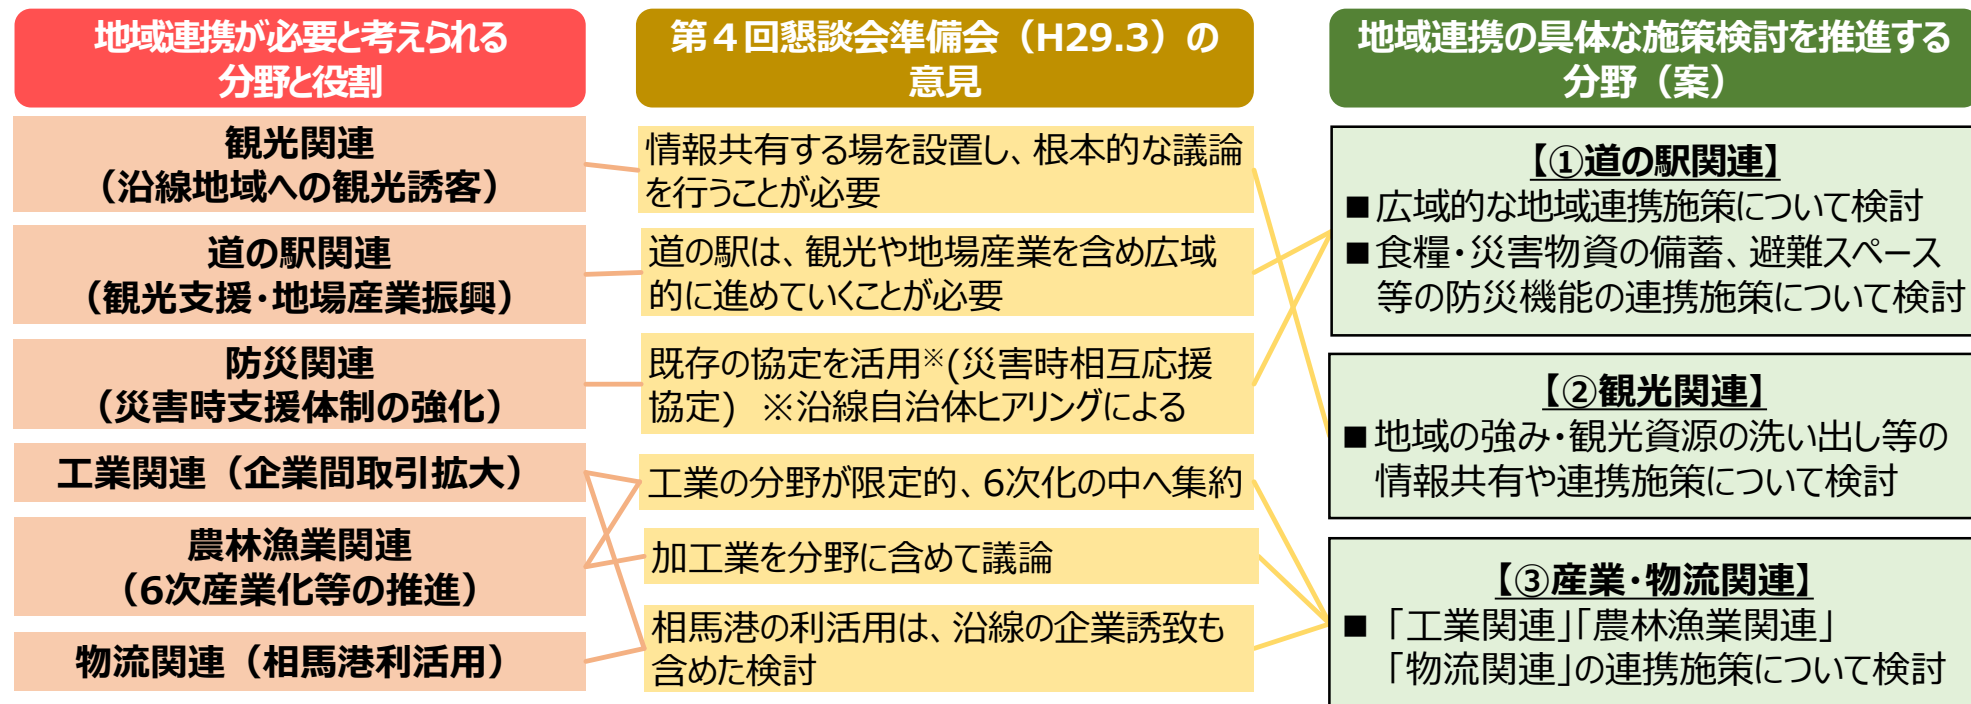 地域連携が必要と考えられる
分野と役割
観光関連
（沿線地域への観光誘客）
道の駅関連
（観光支援・地場産業振興）
防災関連
（災害時支援体制の強化）
工業関連（企業間取引拡大）
農林漁業関連
（6次産業化等の推進）
物流関連（相馬港利活用）
第４回懇談会準備会（H29.3）の
意見
情報共有する場を設置し、根本的な議論
を行うことが必要
道の駅は、観光や地場産業を含め広域
的に進めていくことが必要
既存の協定を活用※(災害時相互応援
協定) ※沿線自治体ヒアリングによる
工業の分野が限定的、6次化の中へ集約
加工業を分野に含めて議論
相馬港の利活用は、沿線の企業誘致も
含めた検討
地域連携の具体な施策検討を推進する
分野（案）
【①道の駅関連】
■広域的な地域連携施策について検討
■食糧・災害物資の備蓄、避難スペース
等の防災機能の連携施策について検討
【②観光関連】
■地域の強み・観光資源の洗い出し等の
情報共有や連携施策について検討
【③産業・物流関連】
■「工業関連」「農林漁業関連」
「物流関連」の連携施策について検討